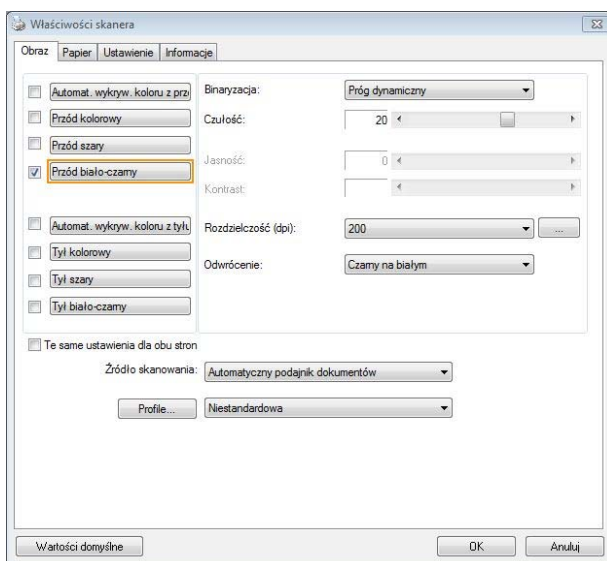 Właściwości skanera
Obraz Papier Ustawienie Informacje
Automat. wykryw. koloru z prz
Przód kolorowy
Przód szary
Przód biało-czarny
Automat. wykryw. koloru z tyłu
Tył kolorowy
Tył szary
Tył biało-czarny
Binaryzacja: Próg dynamiczny
Czułość: 20
Jasność: 0
Kontrast:
Rozdzielczość (dpi): 200 ...
Odwrócenie: Czarny na białym
Te same ustawienia dla obu stron
Źródło skanowania: Automatyczny podajnik dokumentów
Profile... Niestandardowa
Wartości domyślne OK Anuluj